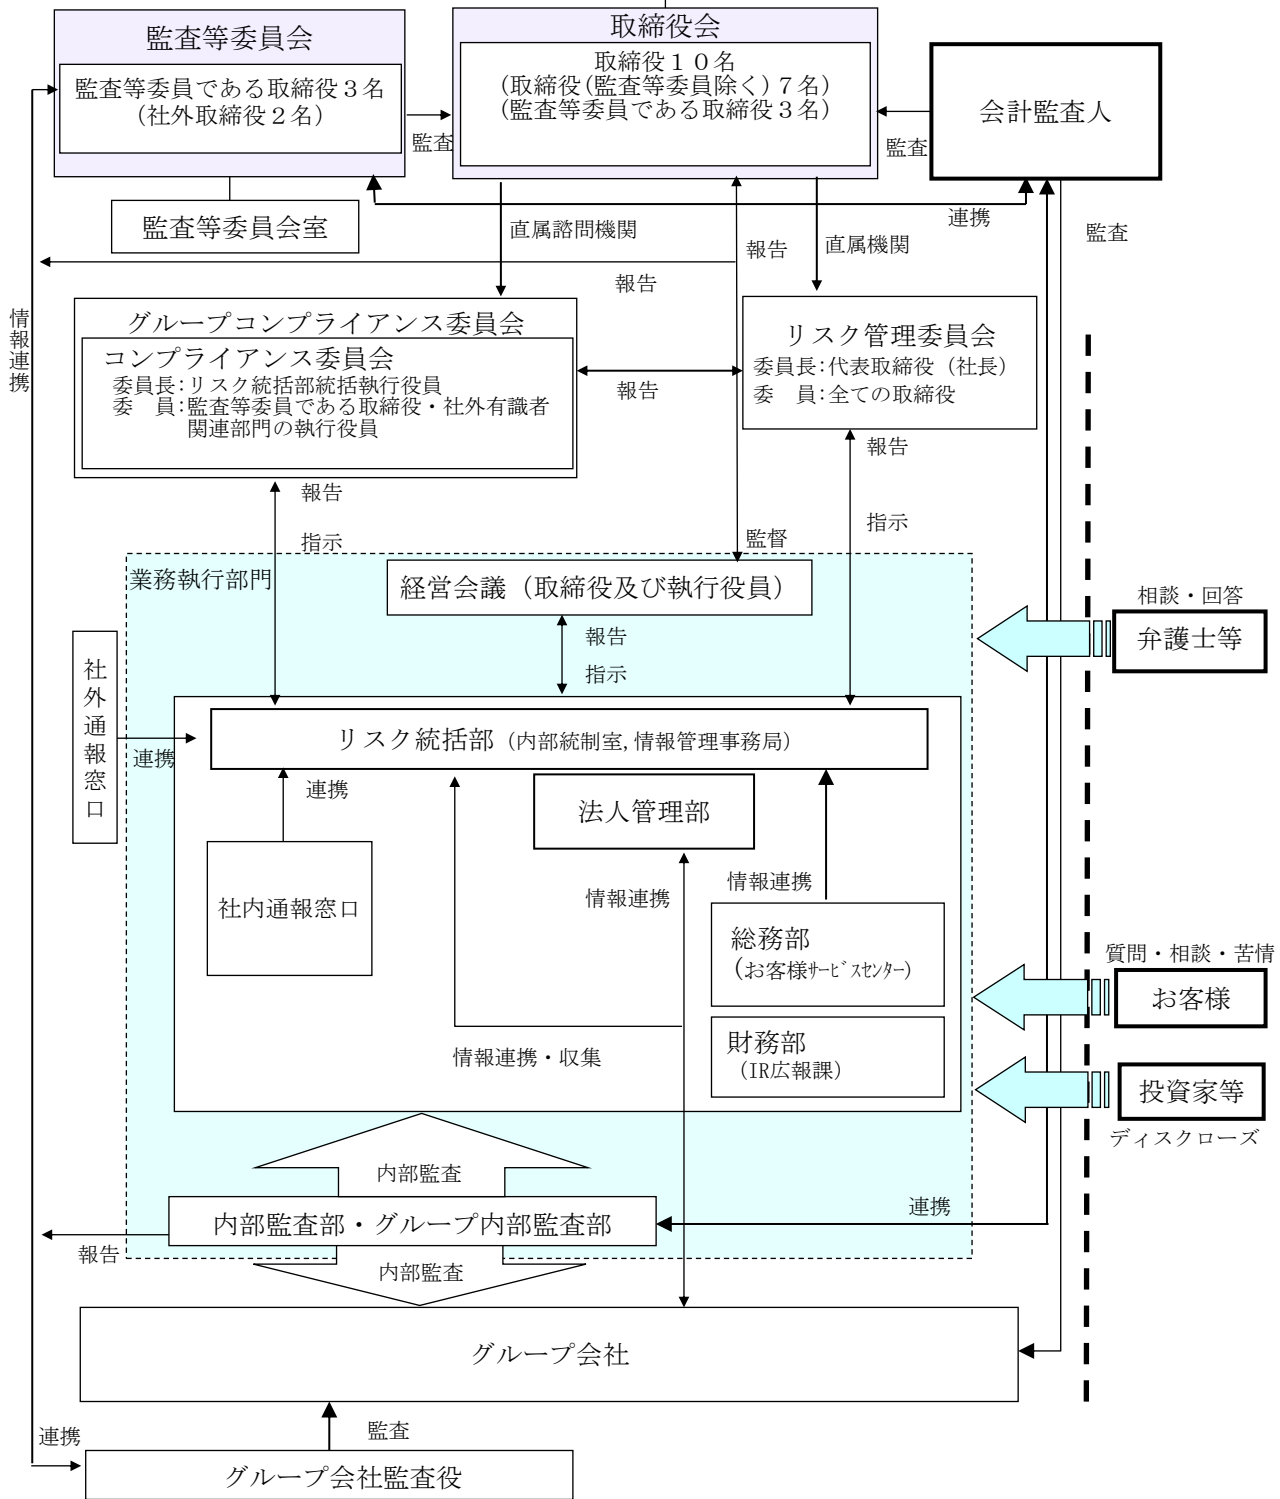 監査等委員会
監査等委員である取締役３名
(社外取締役２名)
監査等委員会室
取締役会
取締役１０名
(取締役(監査等委員除く)７名)
(監査等委員である取締役３名)
会計監査人
監査
監査
連携
監査
直属諮問機関
報告
直属機関
報告
情報連携
グループコンプライアンス委員会
コンプライアンス委員会
委員長:リスク統括部統括執行役員
委　員:監査等委員である取締役・社外有識者
関連部門の執行役員
報告
リスク管理委員会
委員長:代表取締役（社長）
委　員:全ての取締役
報告
指示
報告
指示
監督
業務執行部門
経営会議（取締役及び執行役員）
報告
指示
相談・回答
弁護士等
社外通報窓口
連携
リスク統括部（内部統制室,情報管理事務局）
連携
法人管理部
社内通報窓口
情報連携
情報連携
総務部
(お客様ｻｰﾋﾞｽｾﾝﾀｰ)
質問・相談・苦情
お客様
情報連携・収集
財務部
(IR広報課)
投資家等
ディスクローズ
内部監査
内部監査部・グループ内部監査部
連携
報告
内部監査
グループ会社
連携
監査
グループ会社監査役